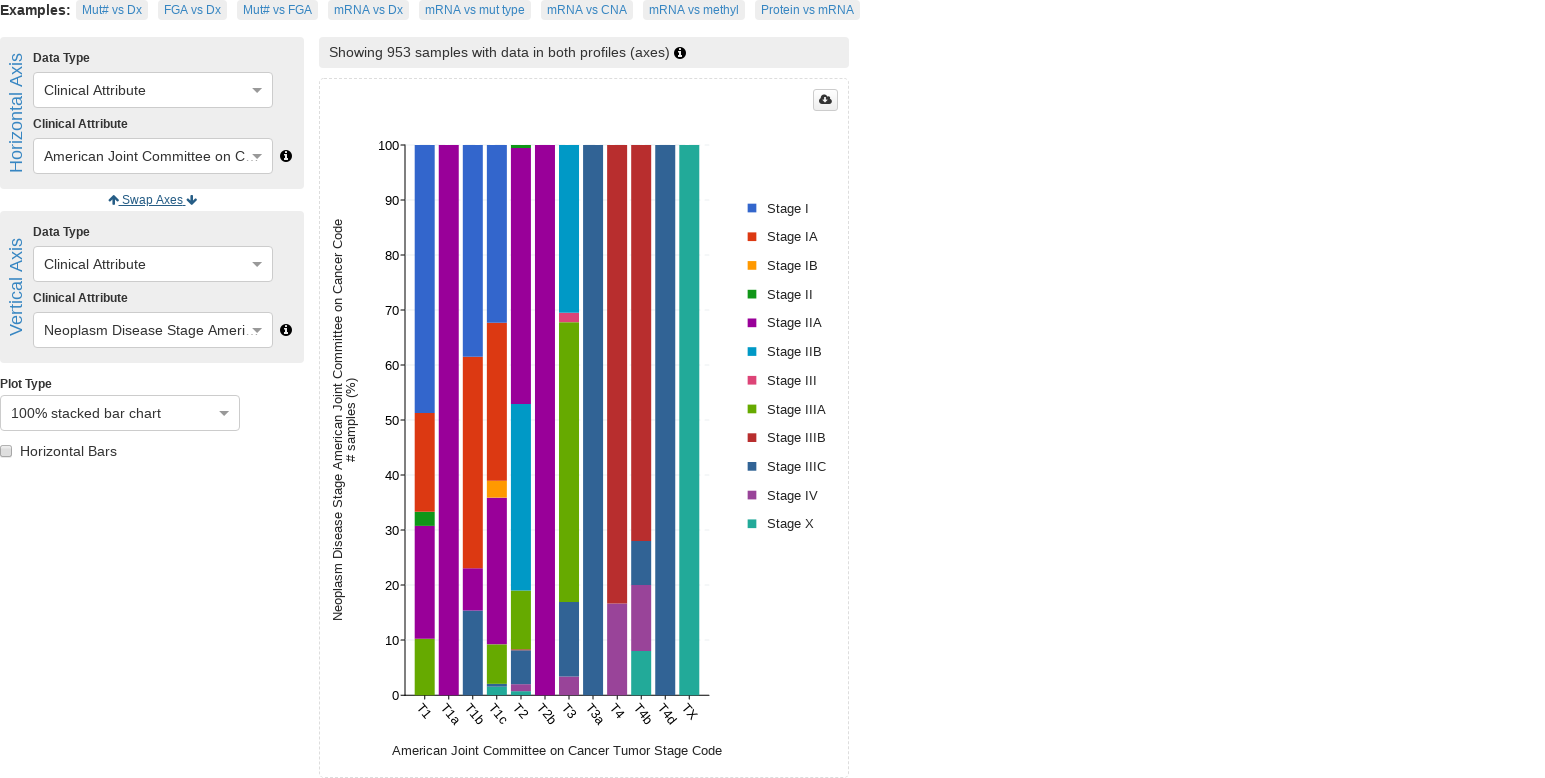 Examples: Mut# vs Dx FGA vs Dx Mut# vs FGA mRNA vs Dx mRNA vs mut type mRNA vs CNA mRNA vs methyl Protein vs mRNA
Horizontal Axis
Data Type
Clinical Attribute
Clinical Attribute
American Joint Committee on C...
Swap Axes
Vertical Axis
Data Type
Clinical Attribute
Clinical Attribute
Neoplasm Disease Stage Ameri...
Plot Type
100% stacked bar chart
Horizontal Bars
Showing 953 samples with data in both profiles (axes)
Neoplasm Disease Stage American Joint Committee on Cancer Code
# samples (%)
100
90
80
70
60
50
40
30
20
10
0
T1 T1a T1b T1c T2 T2b T3 T3a T4 T4b T4d TX
American Joint Committee on Cancer Tumor Stage Code
Stage I
Stage IA
Stage IB
Stage II
Stage IIA
Stage IIB
Stage III
Stage IIIA
Stage IIIB
Stage IIIC
Stage IV
Stage X